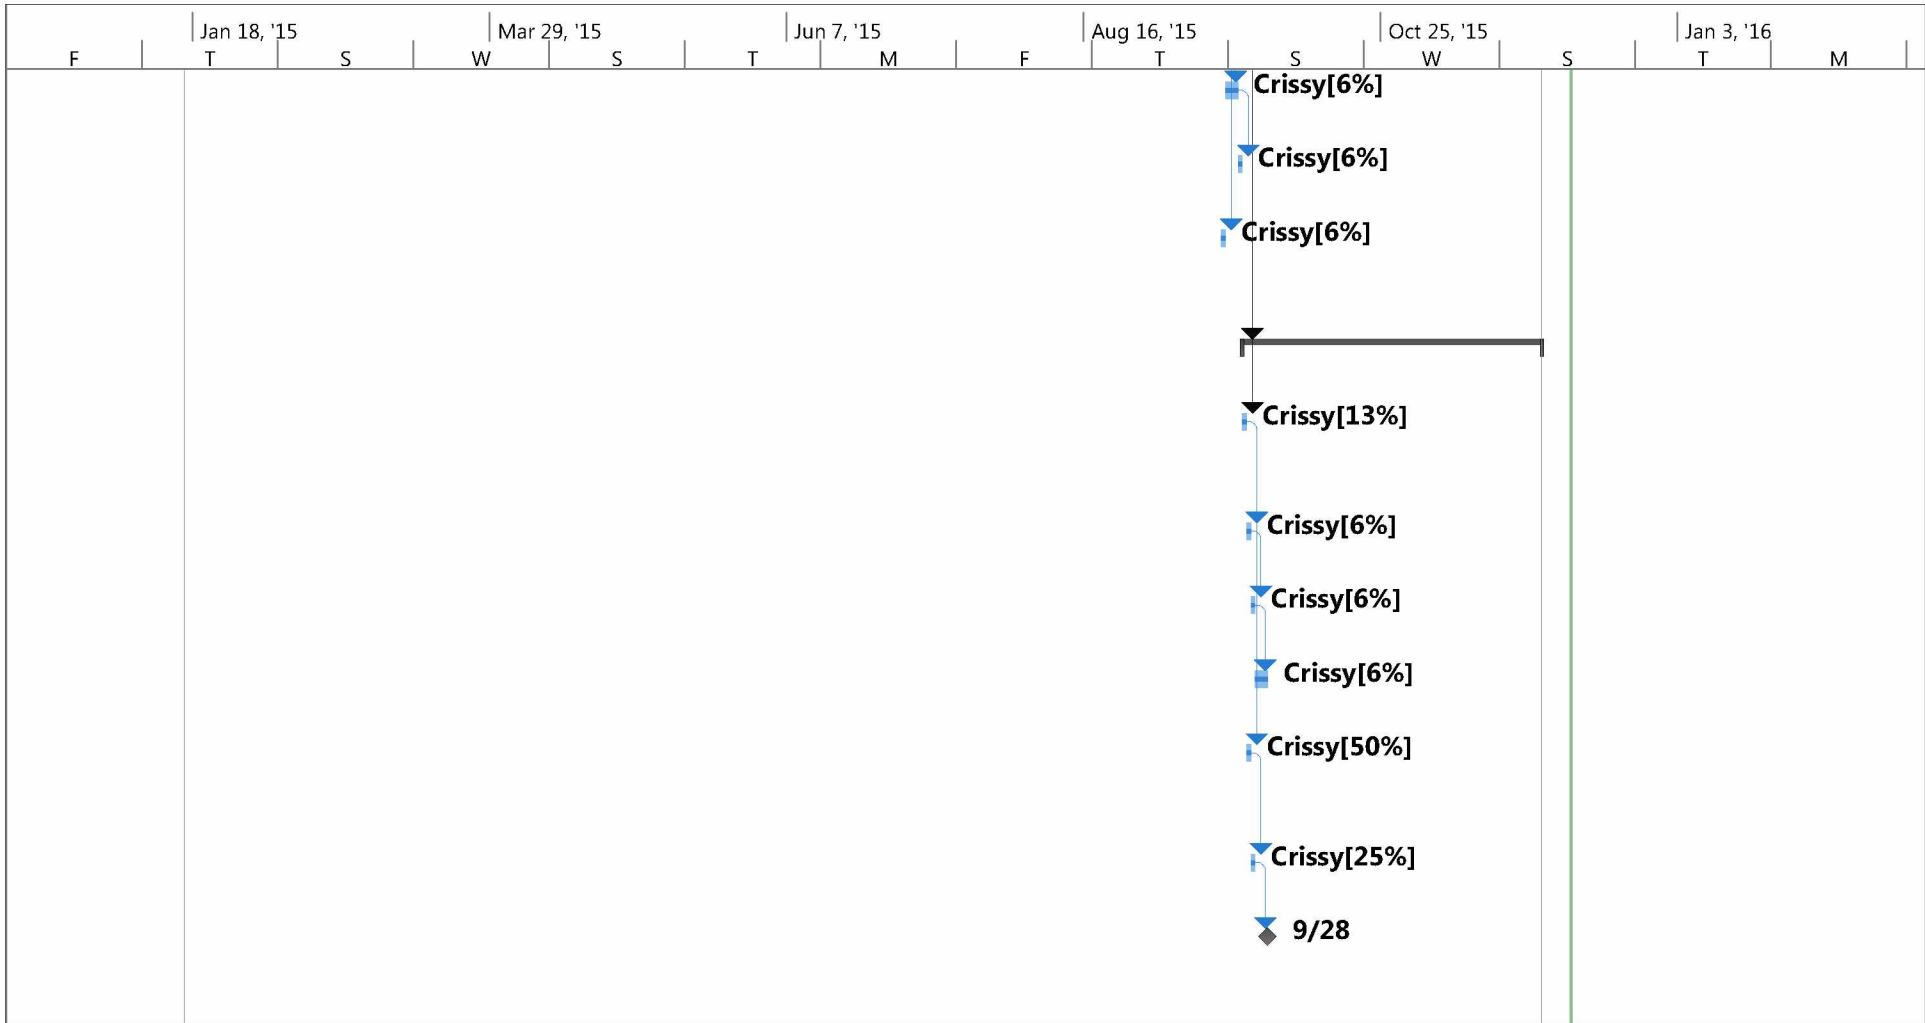 Jan 18, '15 Mar 29, '15 Jun 7, '15 Aug 16, '15 Oct 25, '15 Jan 3, '16
F T S W S T M F T S W S T M
Crissy[6%]
Crissy[6%]
Crissy[6%]
Crissy[13%]
Crissy[6%]
Crissy[6%]
Crissy[6%]
Crissy[50%]
Crissy[25%]
9/28